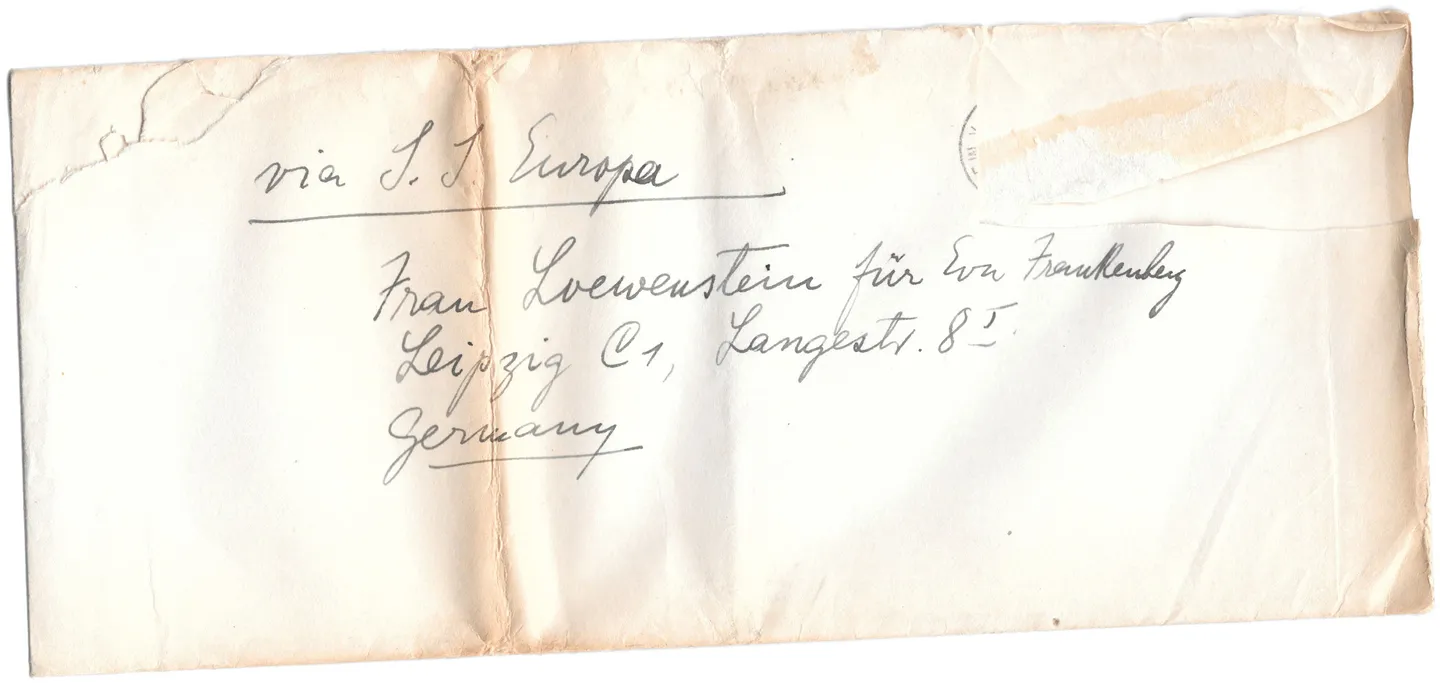 via S. S Europa
Frau Loewenstein für Eva Frankenberg
Leipzig C1, Langestr. 8 I.
Germany